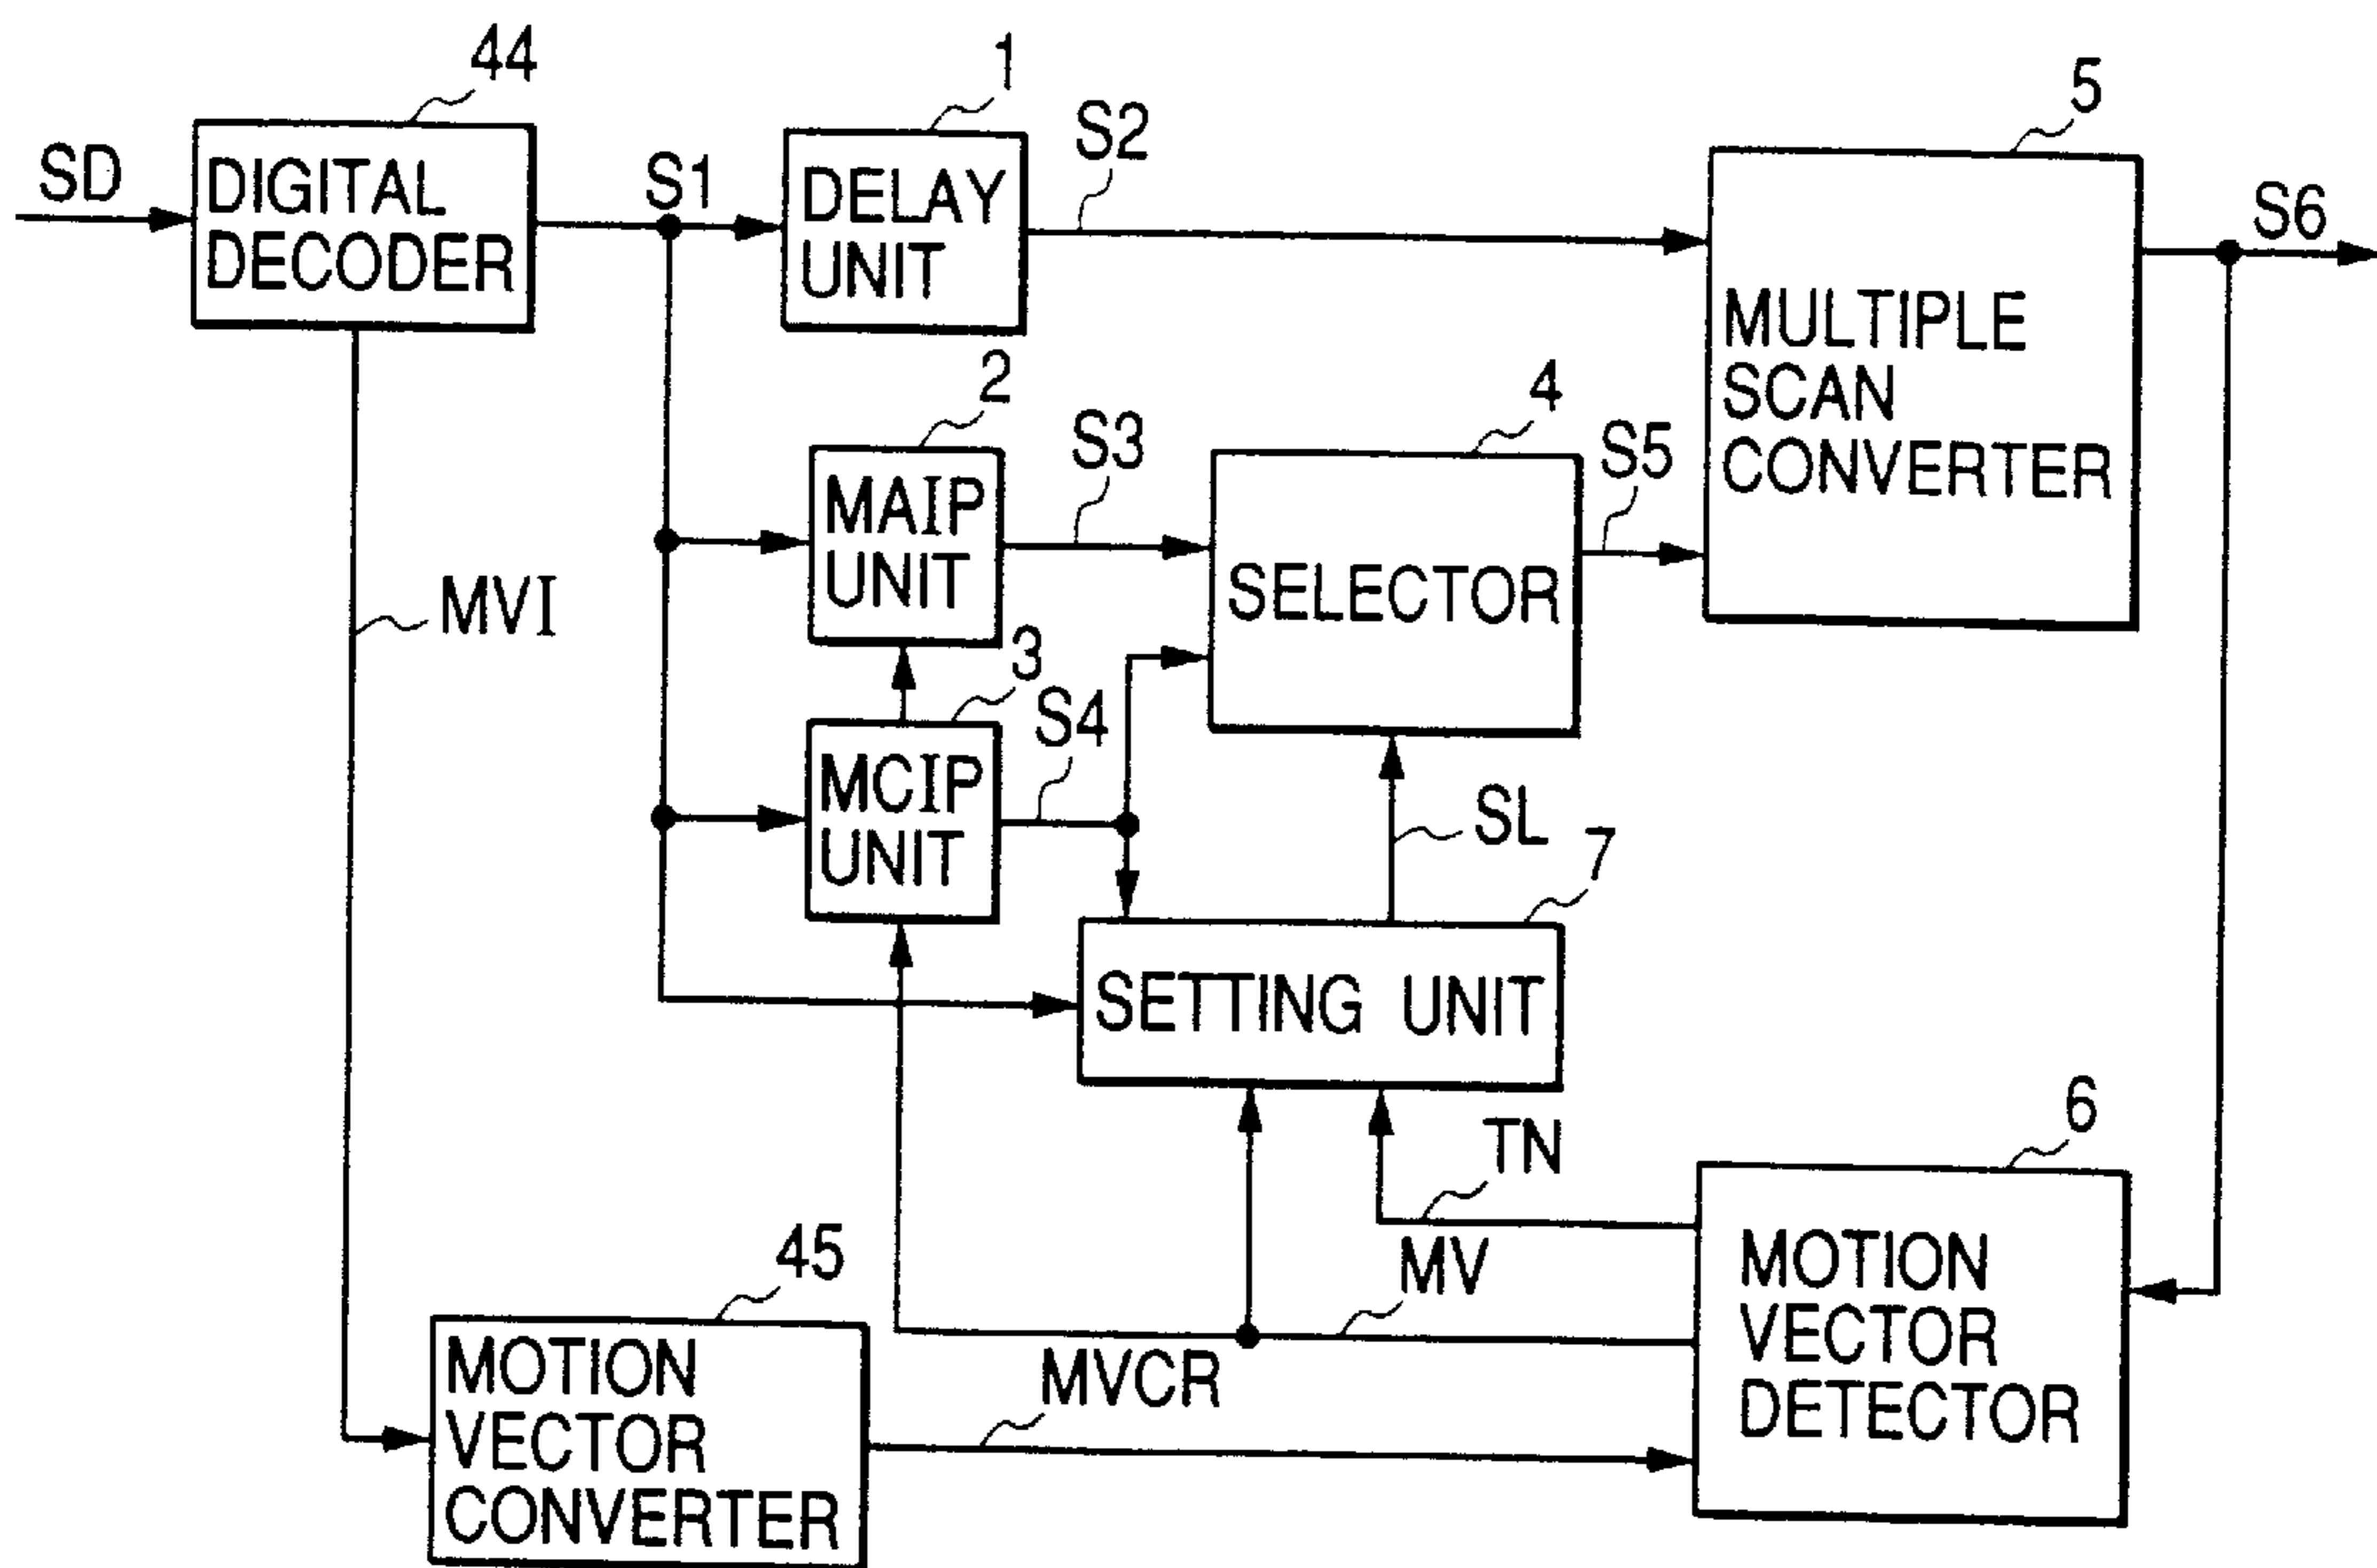 44
1
5
SD
DIGITAL
DECODER
S1
DELAY
UNIT
S2
S6
MULTIPLE
SCAN
CONVERTER
2
MAIP
UNIT
S3
4
SELECTOR
S5
MVI
3
MCIP
UNIT
S4
SL
7
SETTING UNIT
TN
6
MV
MOTION
VECTOR
DETECTOR
45
MOTION
VECTOR
CONVERTER
MVCR